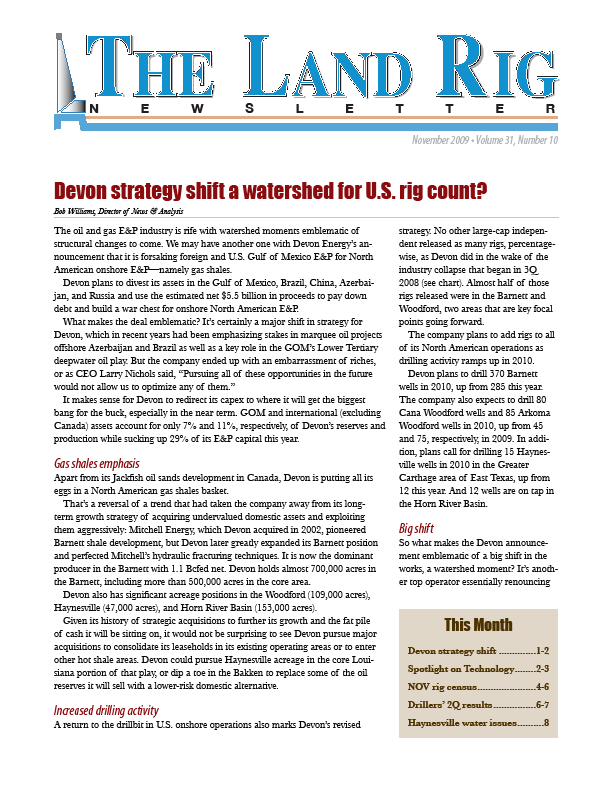 THE LAND RIG
NEWSLETTER
November 2009 • Volume 31, Number 10
Devon strategy shift a watershed for U.S. rig count?
Bob Williams, Director of News & Analysis
The oil and gas E&P industry is rife with watershed moments emblematic of
structural changes to come. We may have another one with Devon Energy's an-
nouncement that it is forsaking foreign and U.S. Gulf of Mexico E&P for North
American onshore E&P—namely gas shales.
Devon plans to divest its assets in the Gulf of Mexico, Brazil, China, Azerbai-
jan, and Russia and use the estimated net $5.5 billion in proceeds to pay down
debt and build a war chest for onshore North American E&P.
What makes the deal emblematic? It's certainly a major shift in strategy for
Devon, which in recent years had been emphasizing stakes in marquee oil projects
offshore Azerbaijan and Brazil as well as a key role in the GOM's Lower Tertiary
deepwater oil play. But the company ended up with an embarrassment of riches,
or as CEO Larry Nichols said, "Pursuing all of these opportunities in the future
would not allow us to optimize any of them."
It makes sense for Devon to redirect its capex to where it will get the biggest
bang for the buck, especially in the near term. GOM and international (excluding
Canada) assets account for only 7% and 11%, respectively, of Devon's reserves and
production while sucking up 29% of its E&P capital this year.
Gas shales emphasis
Apart from its Jackfish oil sands development in Canada, Devon is putting all its
eggs in a North American gas shales basket.
That's a reversal of a trend that had taken the company away from its long-
term growth strategy of acquiring undervalued domestic assets and exploiting
them aggressively: Mitchell Energy, which Devon acquired in 2002, pioneered
Barnett shale development, but Devon later greatly expanded its Barnett position
and perfected Mitchell's hydraulic fracturing techniques. It is now the dominant
producer in the Barnett with 1.1 Bcfed net. Devon holds almost 700,000 acres in
the Barnett, including more than 500,000 acres in the core area.
Devon also has significant acreage positions in the Woodford (109,000 acres),
Haynesville (47,000 acres), and Horn River Basin (153,000 acres).
Given its history of strategic acquisitions to further its growth and the fat pile
of cash it will be sitting on, it would not be surprising to see Devon pursue major
acquisitions to consolidate its leaseholds in its existing operating areas or to enter
other hot shale areas. Devon could pursue Haynesville acreage in the core Loui-
siana portion of that play, or dip a toe in the Bakken to replace some of the oil
reserves it will sell with a lower-risk domestic alternative.
Increased drilling activity
A return to the drillbit in U.S. onshore operations also marks Devon's revised
strategy. No other large-cap indepen-
dent released as many rigs, percentage-
wise, as Devon did in the wake of the
industry collapse that began in 3Q
2008 (see chart). Almost half of those
rigs released were in the Barnett and
Woodford, two areas that are key focal
points going forward.
The company plans to add rigs to all
of its North American operations as
drilling activity ramps up in 2010.
Devon plans to drill 370 Barnett
wells in 2010, up from 285 this year.
The company also expects to drill 80
Cana Woodford wells and 85 Arkoma
Woodford wells in 2010, up from 45
and 75, respectively, in 2009. In addi-
tion, plans call for drilling 15 Haynes-
ville wells in 2010 in the Greater
Carthage area of East Texas, up from
12 this year. And 12 wells are on tap in
the Horn River Basin.
Big shift
So what makes the Devon announce-
ment emblematic of a big shift in the
works, a watershed moment? It's anoth-
er top operator essentially renouncing
This Month
Devon strategy shift ..............1-2
Spotlight on Technology........2-3
NOV rig census......................4-6
Drillers' 2Q results.................6-7
Haynesville water issues..........8